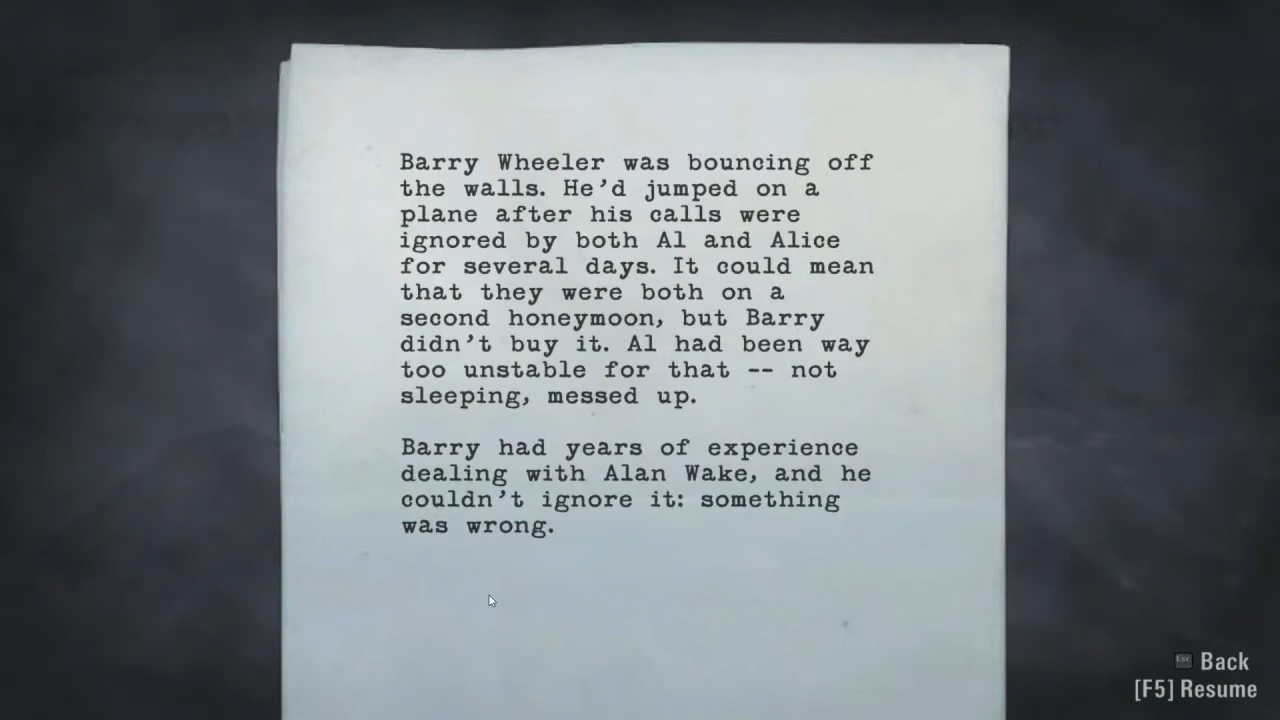 Barry Wheeler was bouncing off
the walls. He'd jumped on a
plane after his calls were
ignored by both Al and Alice
for several days. It could mean
that they were both on a
second honeymoon, but Barry
didn't buy it. Al had been way
too unstable for that -- not
sleeping, messed up.
Barry had years of experience
dealing with Alan Wake, and he
couldn't ignore it: something
was wrong.
Esc Back
[F5] Resume